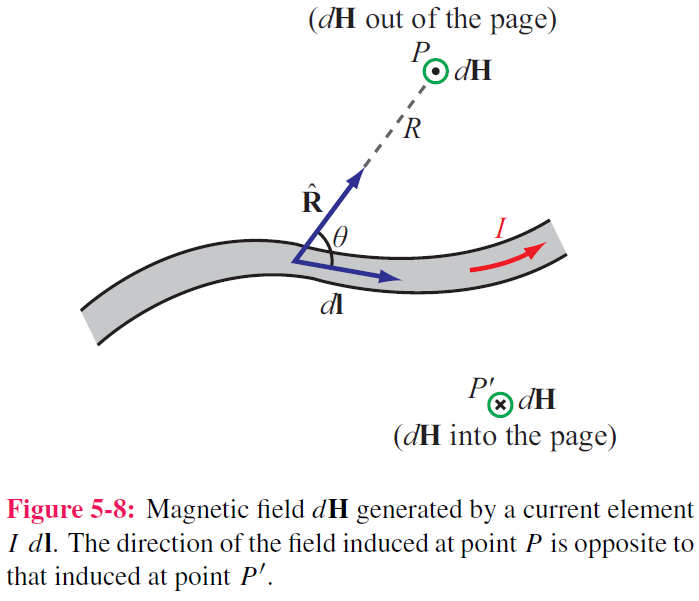 (dH out of the page)
P
dH
R
R̂
θ
I
dl
P′
dH
(dH into the page)
Figure 5-8: Magnetic field dH generated by a current element
I dl. The direction of the field induced at point P is opposite to
that induced at point P′.